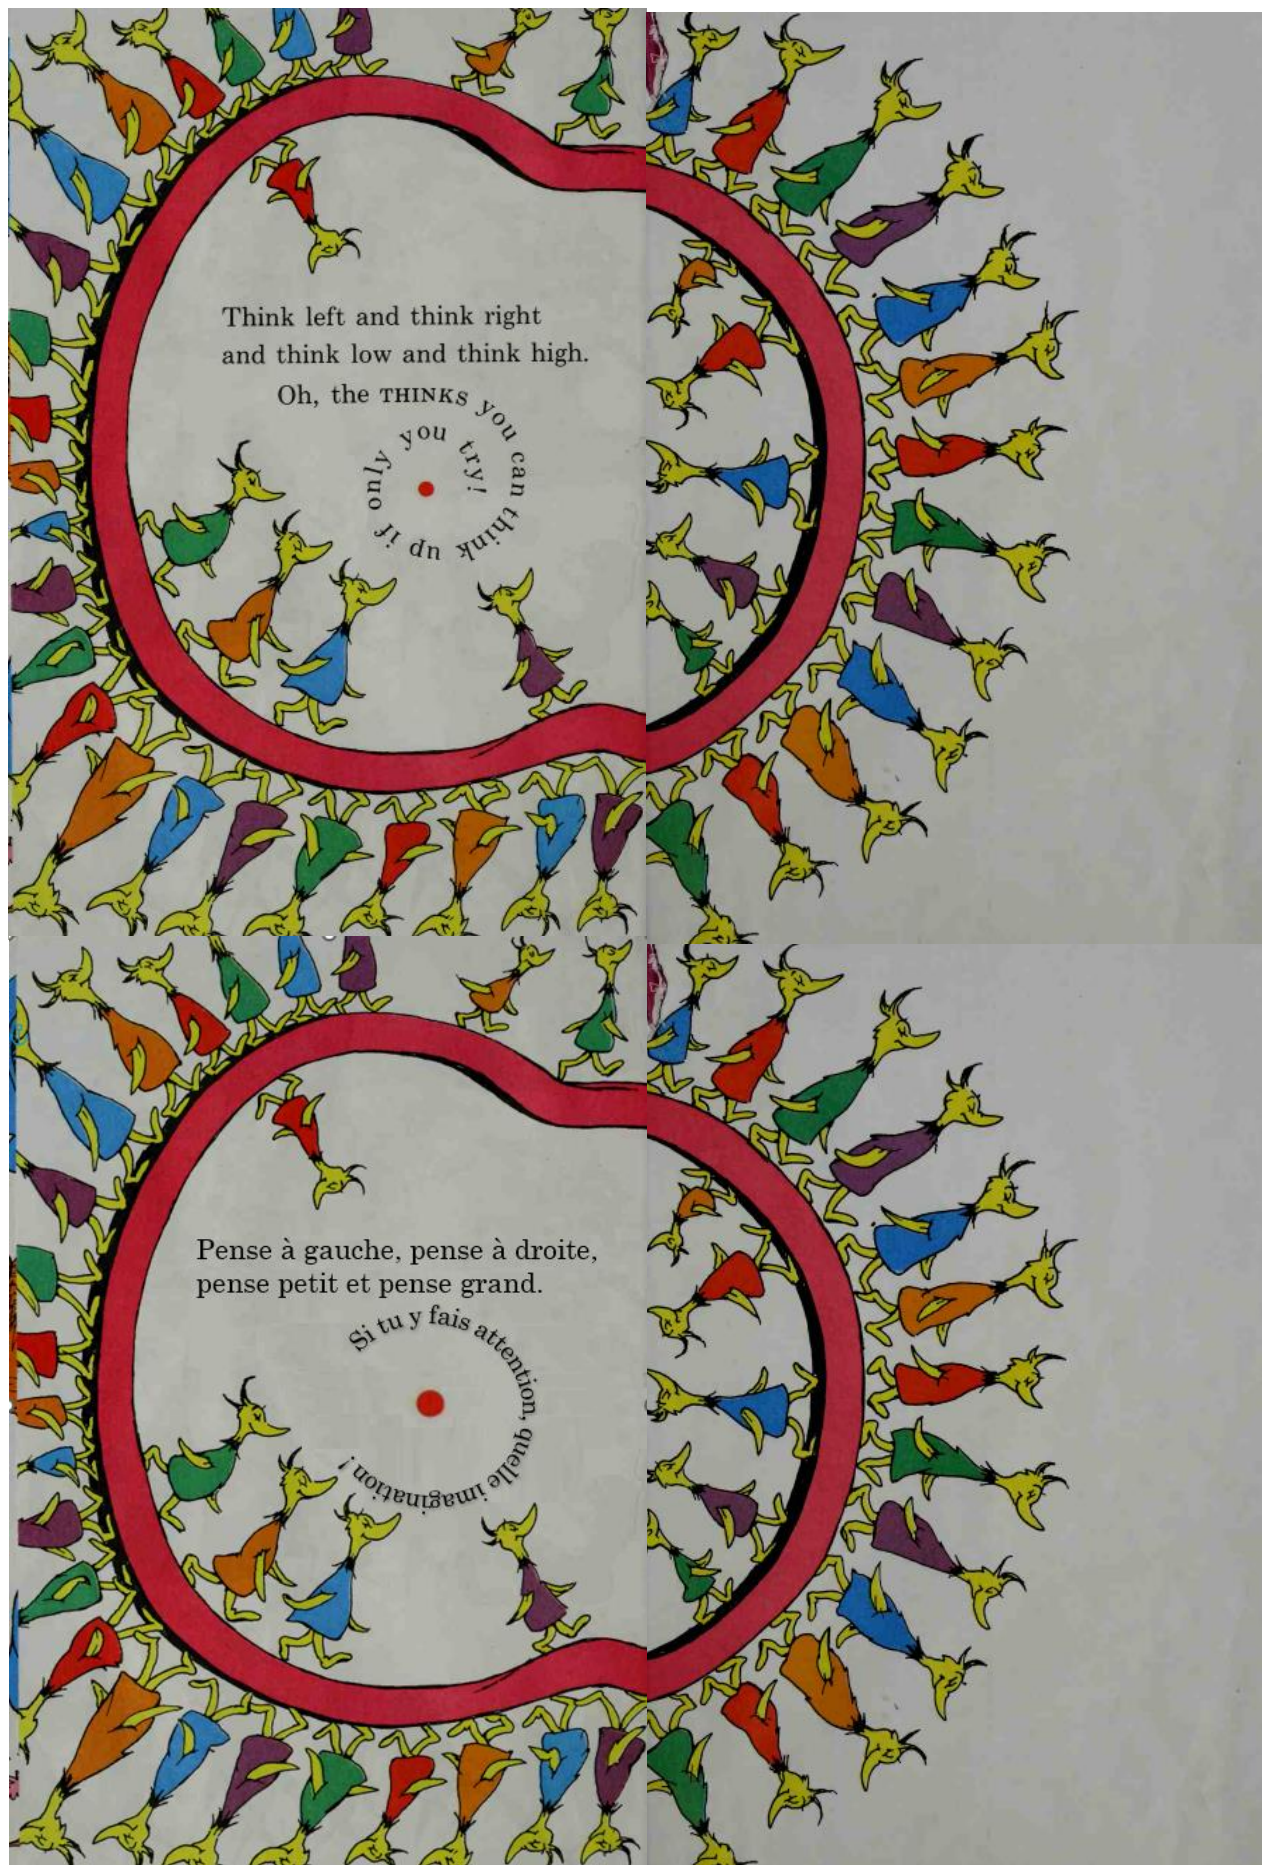 Think left and think right
and think low and think high.
Oh, the THINKS you can think up if only you try!
Pense à gauche, pense à droite,
pense petit et pense grand.
Si tu y fais attention, quelle imagination !